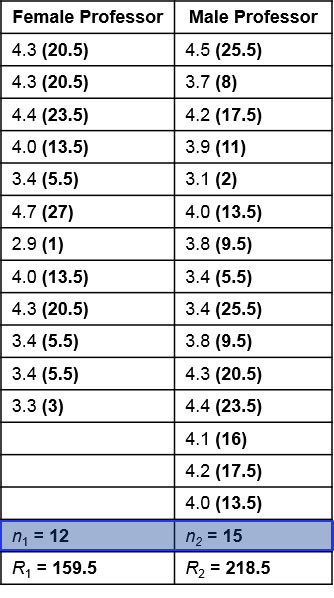 Female Professor Male Professor
4.3 (20.5) 4.5 (25.5)
4.3 (20.5) 3.7 (8)
4.4 (23.5) 4.2 (17.5)
4.0 (13.5) 3.9 (11)
3.4 (5.5) 3.1 (2)
4.7 (27) 4.0 (13.5)
2.9 (1) 3.8 (9.5)
4.0 (13.5) 3.4 (5.5)
4.3 (20.5) 3.4 (25.5)
3.4 (5.5) 3.8 (9.5)
3.4 (5.5) 4.3 (20.5)
3.3 (3) 4.4 (23.5)
4.1 (16)
4.2 (17.5)
4.0 (13.5)
n₁ = 12 n₂ = 15
R₁ = 159.5 R₂ = 218.5